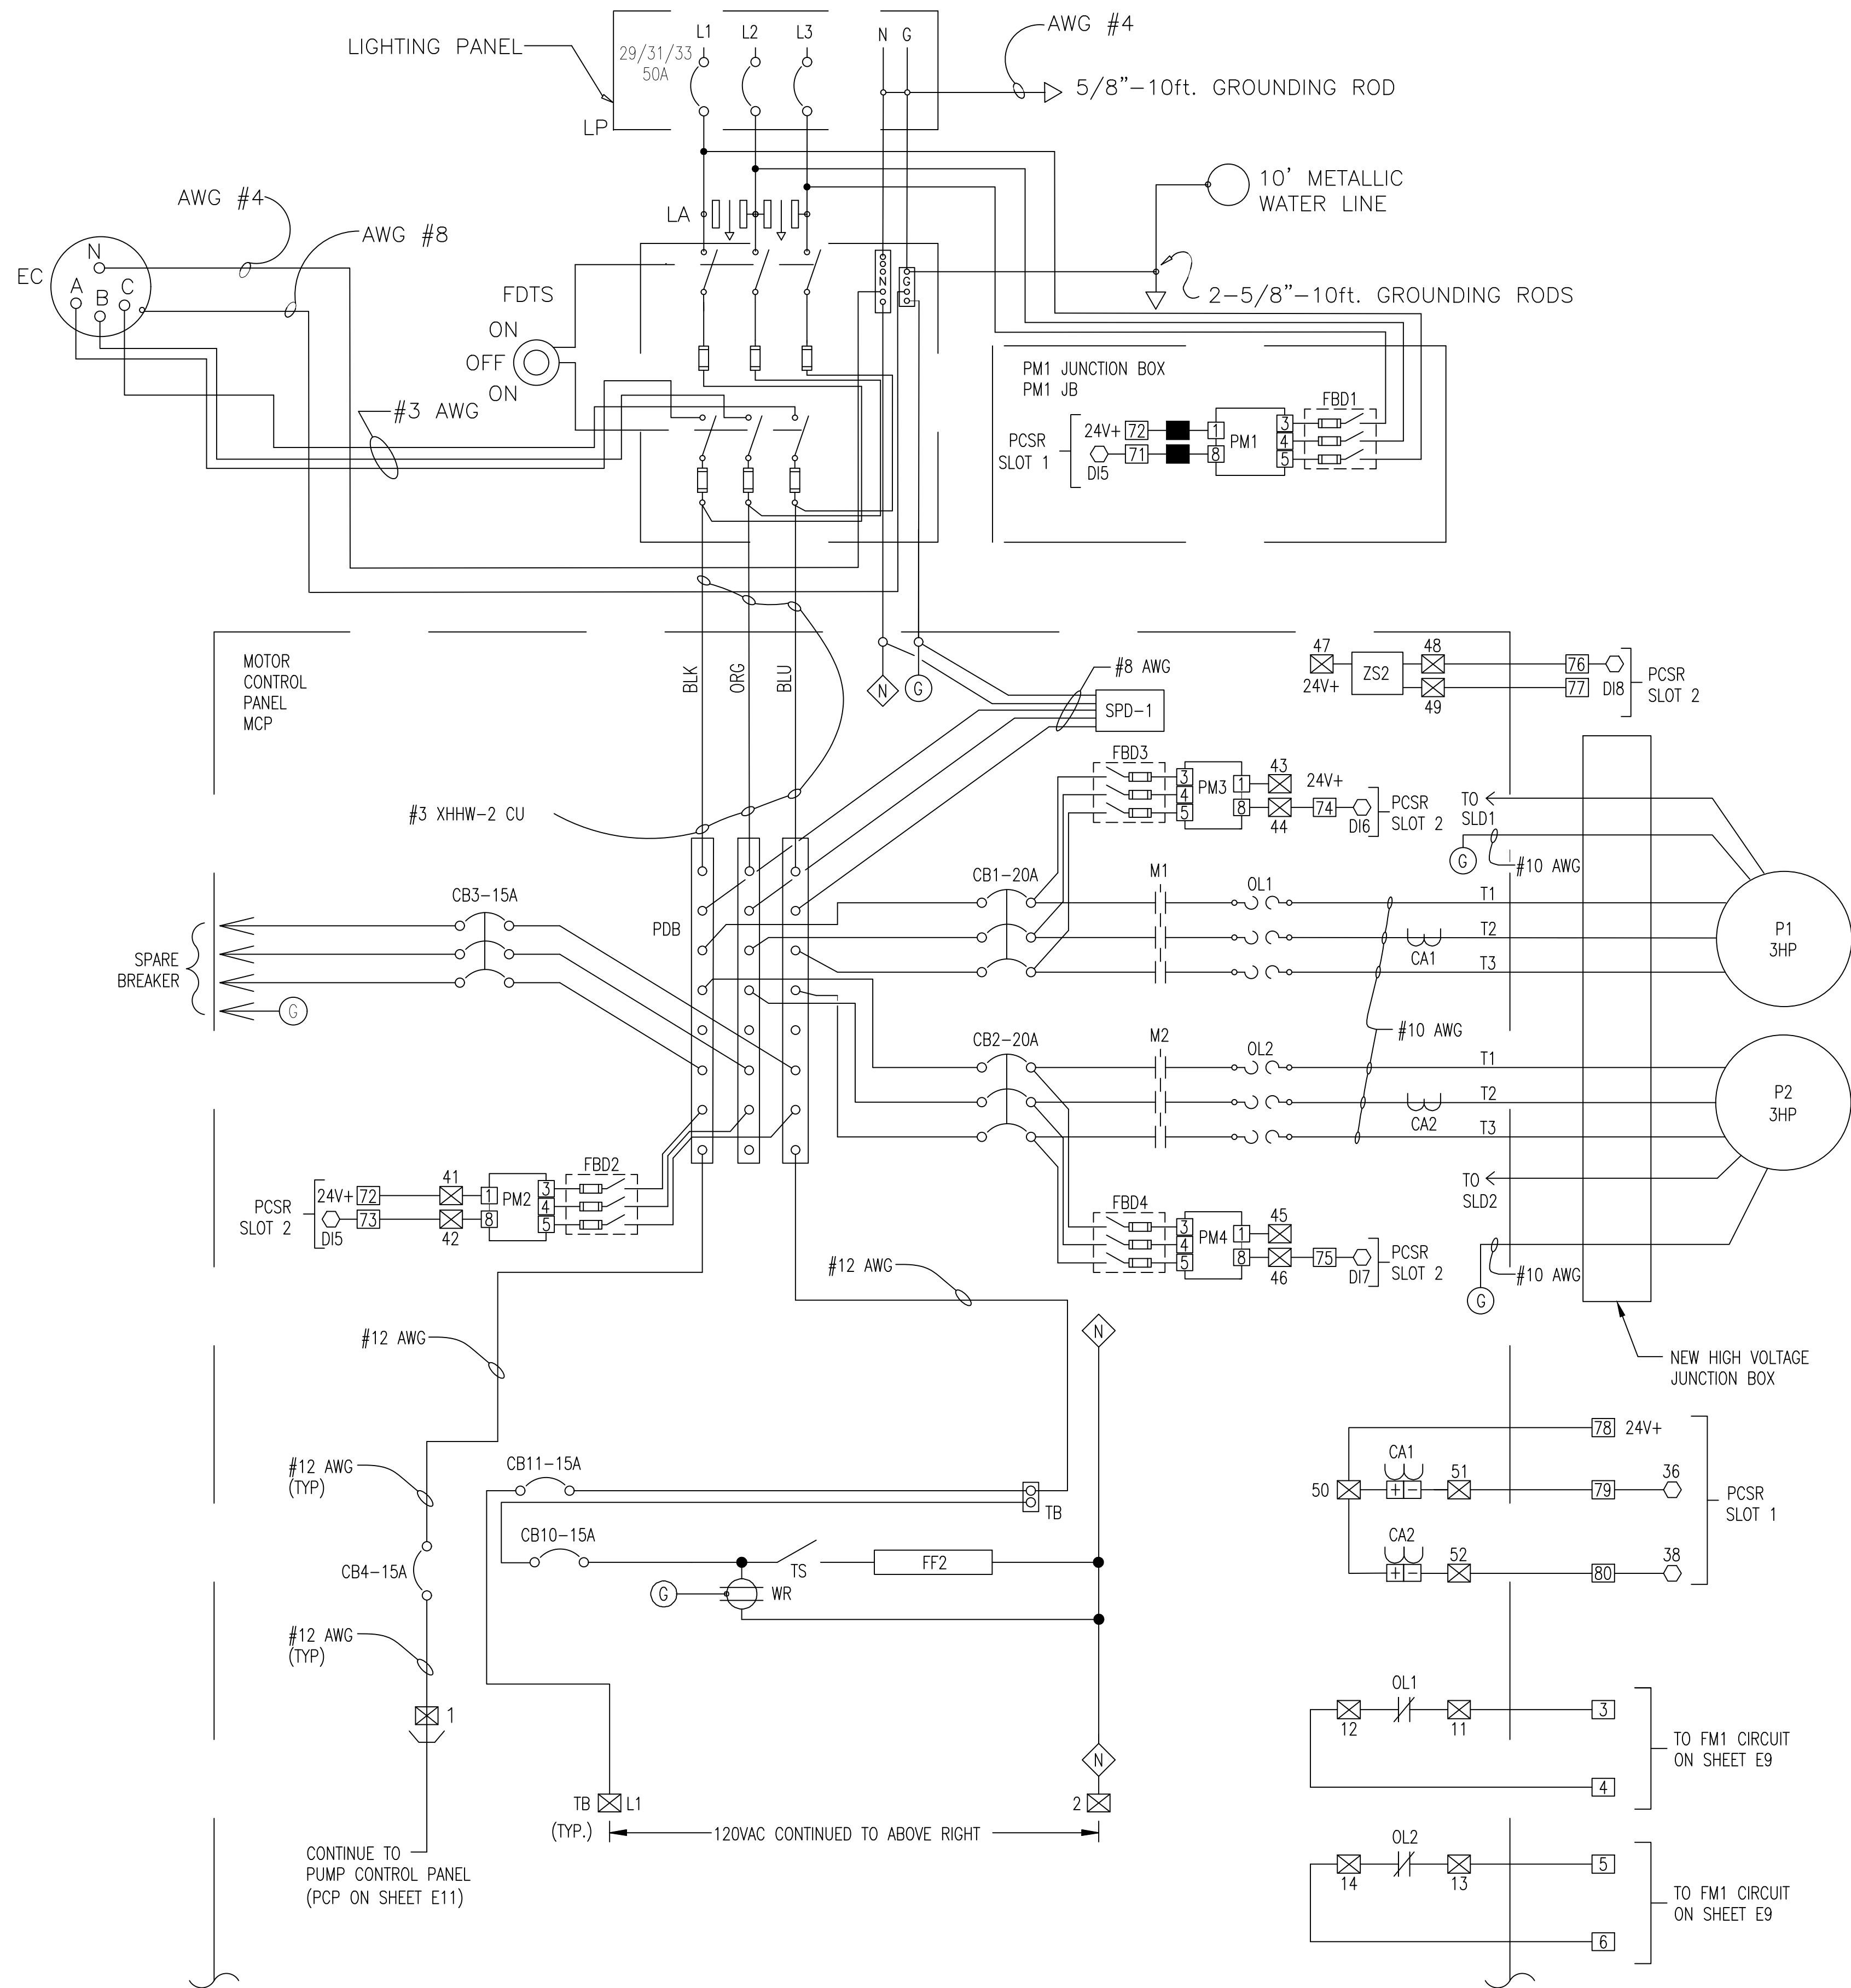 L1 L2 L3 N G
AWG #4
LIGHTING PANEL
29/31/33
50A
5/8"-10ft. GROUNDING ROD
LP
10' METALLIC
WATER LINE
AWG #4
LA
AWG #8
EC
N
A B C
N
G
2-5/8"-10ft. GROUNDING RODS
FDTS
ON
OFF
ON
#3 AWG
PM1 JUNCTION BOX
PM1 JB
FBD1
PCSR
SLOT 1
24V+ 72 1 PM1 3
4
71 8 5
DI5
MOTOR
CONTROL
PANEL
MCP
BLK
ORG
BLU
N
G
#8 AWG
SPD-1
47 48
ZS2 76
24V+ 77 DI8
49
PCSR
SLOT 2
#3 XHHW-2 CU
FBD3
3 PM3 1 43 24V+
4
5 8 44 74 DI6
PCSR
SLOT 2
TO
SLD1
G
#10 AWG
CB3-15A
PDB
SPARE
BREAKER
G
CB1-20A
M1
OL1
T1
T2
CA1
T3
P1
3HP
#10 AWG
CB2-20A
M2
OL2
T1
T2
CA2
T3
P2
3HP
TO
SLD2
G
#10 AWG
FBD2
PCSR
SLOT 2
24V+ 72 41 1 PM2 3
4
73 42 8 5
DI5
FBD4
3 PM4 1 45
4
5 8 46 75 DI7
PCSR
SLOT 2
#12 AWG
#12 AWG
N
NEW HIGH VOLTAGE
JUNCTION BOX
#12 AWG
(TYP)
CB11-15A
TB
CB10-15A
TS
FF2
CB4-15A
G
WR
#12 AWG
(TYP)
1
N
TB L1
(TYP.)
2
120VAC CONTINUED TO ABOVE RIGHT
CONTINUE TO
PUMP CONTROL PANEL
(PCP ON SHEET E11)
78 24V+
CA1
50 + - 51 79 36
PCSR
SLOT 1
CA2
+ - 52 80 38
OL1
12 11 3
4
TO FM1 CIRCUIT
ON SHEET E9
OL2
14 13 5
6
TO FM1 CIRCUIT
ON SHEET E9